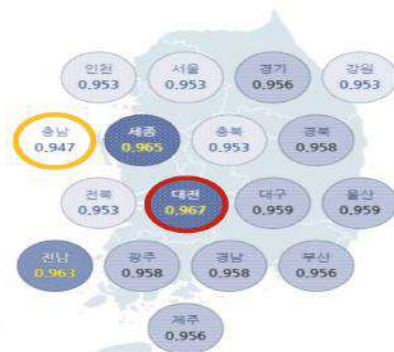 인천 서울 경기 강원
0.953 0.953 0.956 0.953
충남 세종 충북 경북
0.947 0.965 0.953 0.958
전북 대전 대구 울산
0.953 0.967 0.959 0.959
전남 광주 경남 부산
0.963 0.958 0.958 0.956
제주
0.956